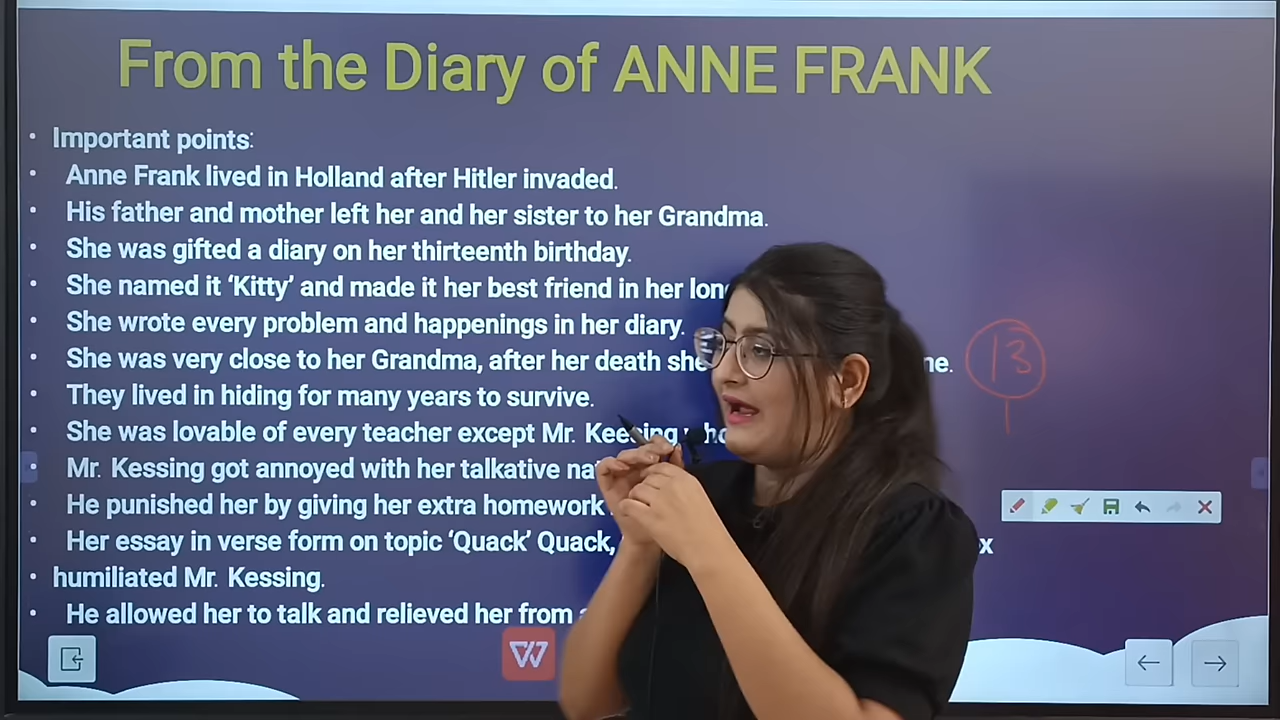 From the Diary of ANNE FRANK
• Important points:
• Anne Frank lived in Holland after Hitler invaded.
• His father and mother left her and her sister to her Grandma.
• She was gifted a diary on her thirteenth birthday.
• She named it ‘Kitty’ and made it her best friend in her
• She wrote every problem and happenings in her diary.
• She was very close to her Grandma, after her death she
13
• They lived in hiding for many years to survive.
• She was lovable of every teacher except Mr. Keesing
• Mr. Kessing got annoyed with her talkative
• He punished her by giving her extra homework
• Her essay in verse form on topic ‘Quack’ Quack,
• humiliated Mr. Kessing.
• He allowed her to talk and relieved her from